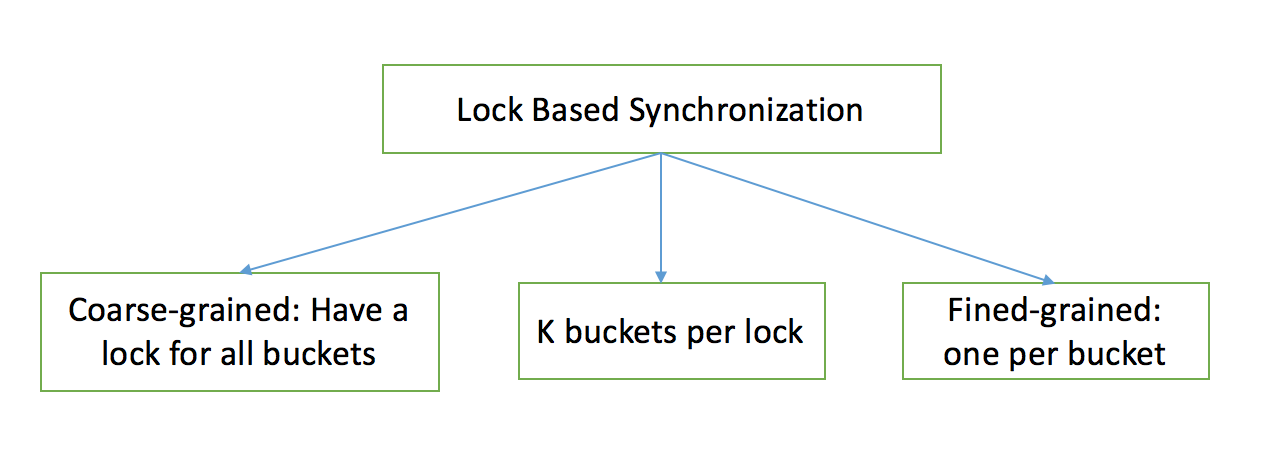 Lock Based Synchronization
Coarse-grained: Have a
lock for all buckets
K buckets per lock
Fined-grained:
one per bucket